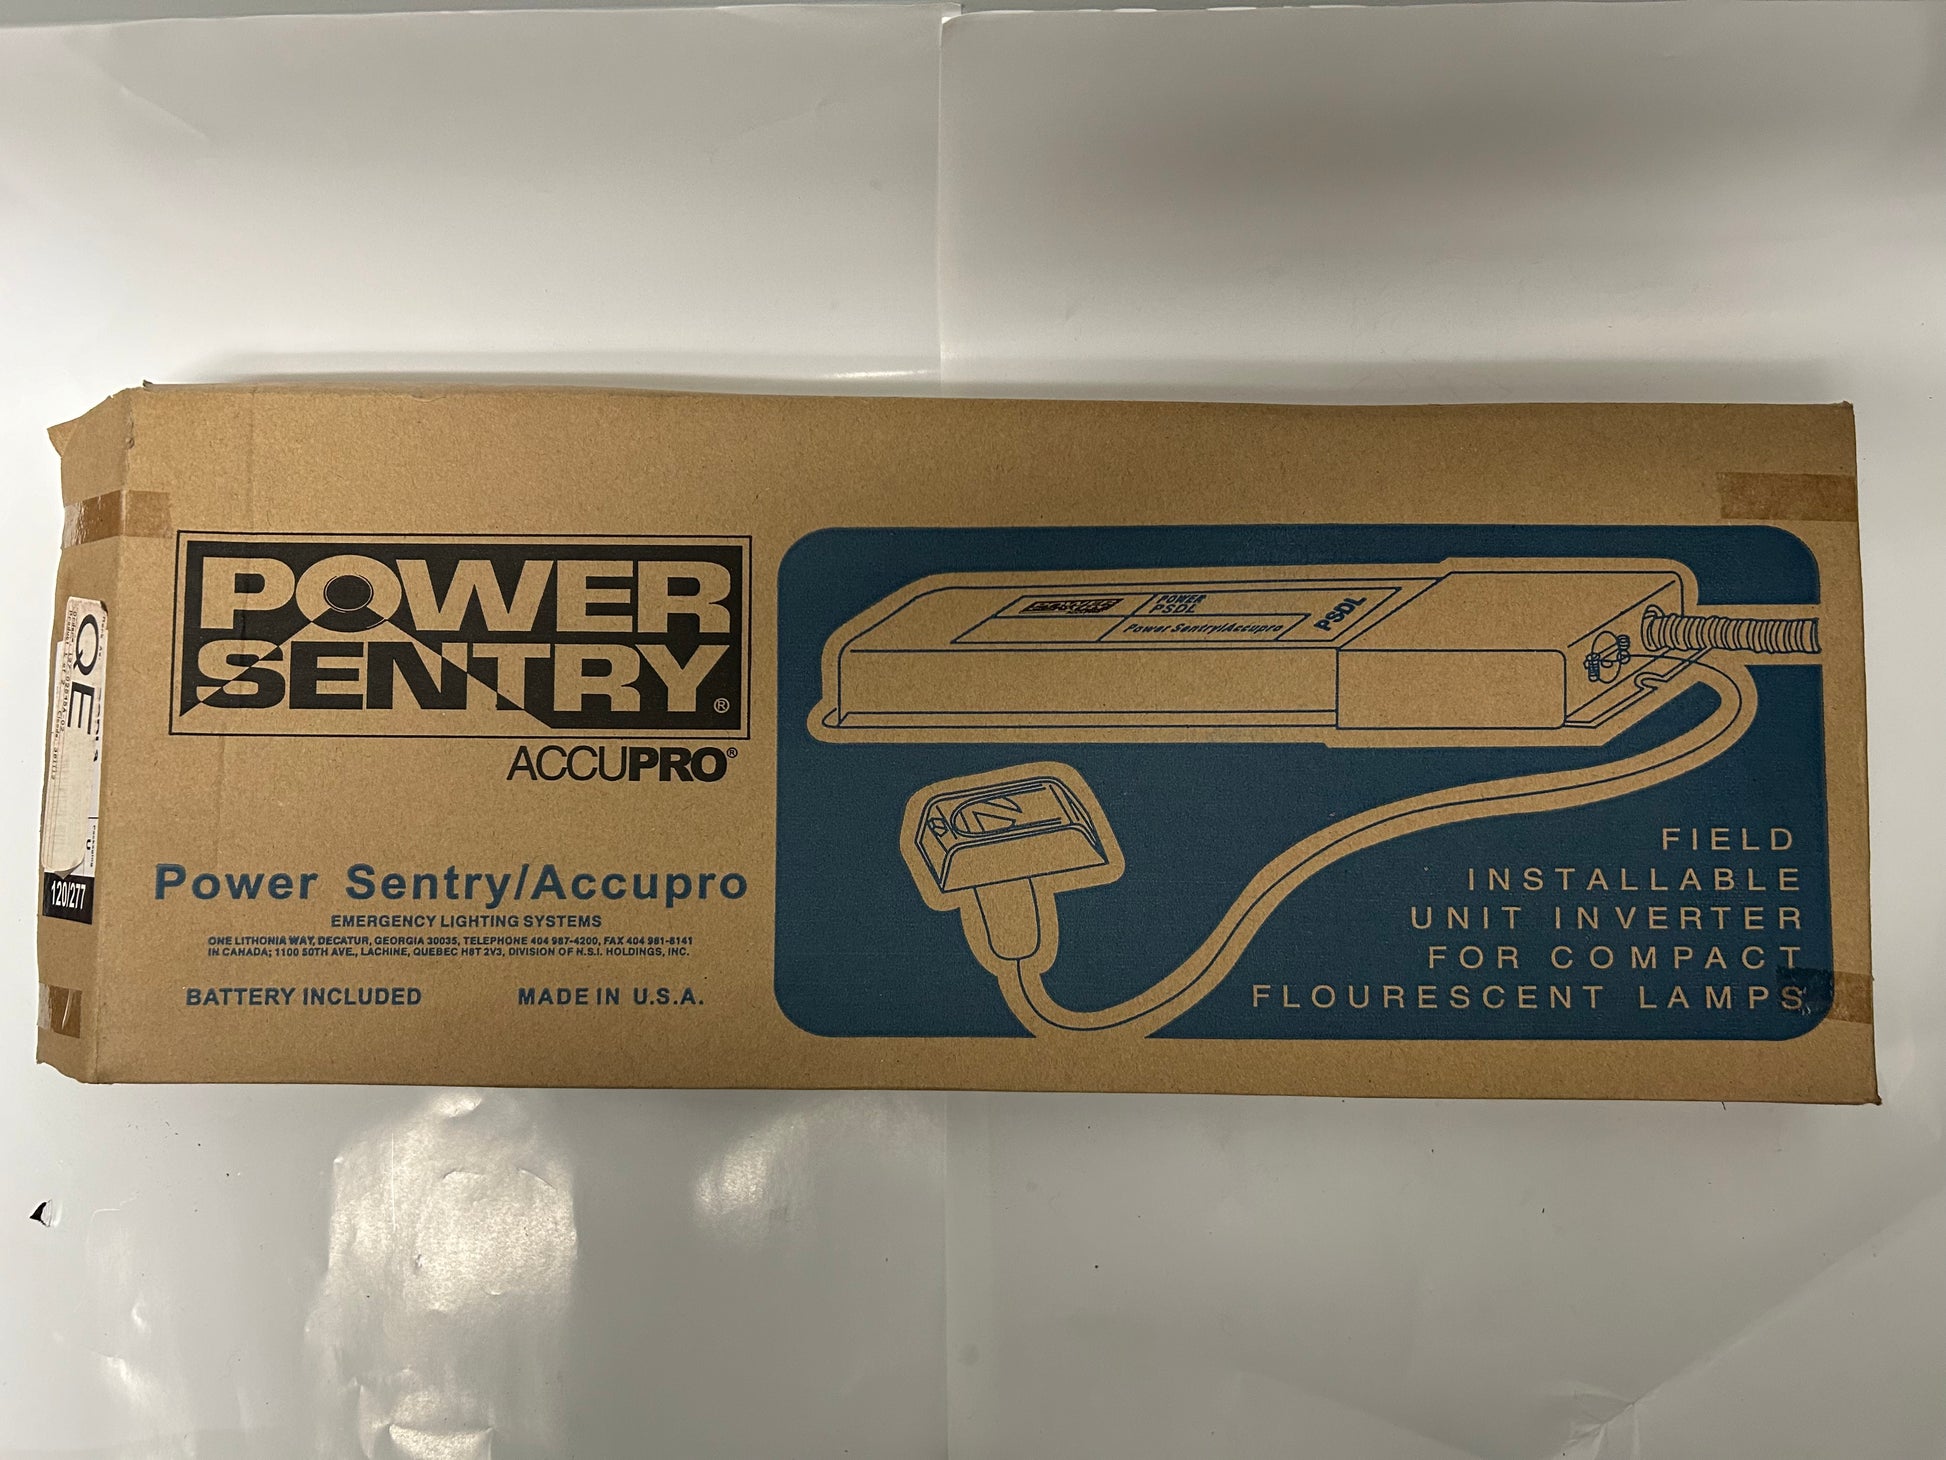 POWER
SENTRY®
ACCUPRO®
Power Sentry/Accupro
EMERGENCY LIGHTING SYSTEMS
ONE LITHONIA WAY, DECATUR, GEORGIA 30035, TELEPHONE 404 987-4200, FAX 404 981-8141
IN CANADA; 1100 50TH AVE., LACHINE, QUEBEC H8T 2V3, DIVISION OF N.S.I. HOLDINGS, INC.
BATTERY INCLUDED MADE IN U.S.A.
POWER
PSDL
Power Sentry/Accupro
PSDL
FIELD
INSTALLABLE
UNIT INVERTER
FOR COMPACT
FLOURESCENT LAMPS
QE
120/277